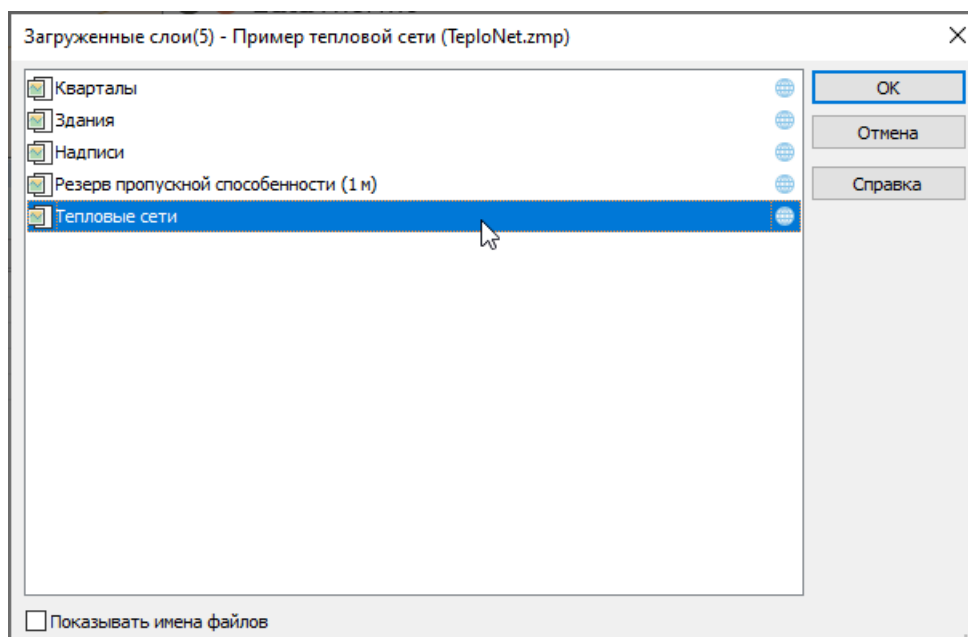 Загруженные слои(5) - Пример тепловой сети (TeploNet.zmp)
Кварталы
OK
Здания
Отмена
Надписи
Резерв пропускной способности (1 м)
Справка
Тепловые сети
Показывать имена файлов